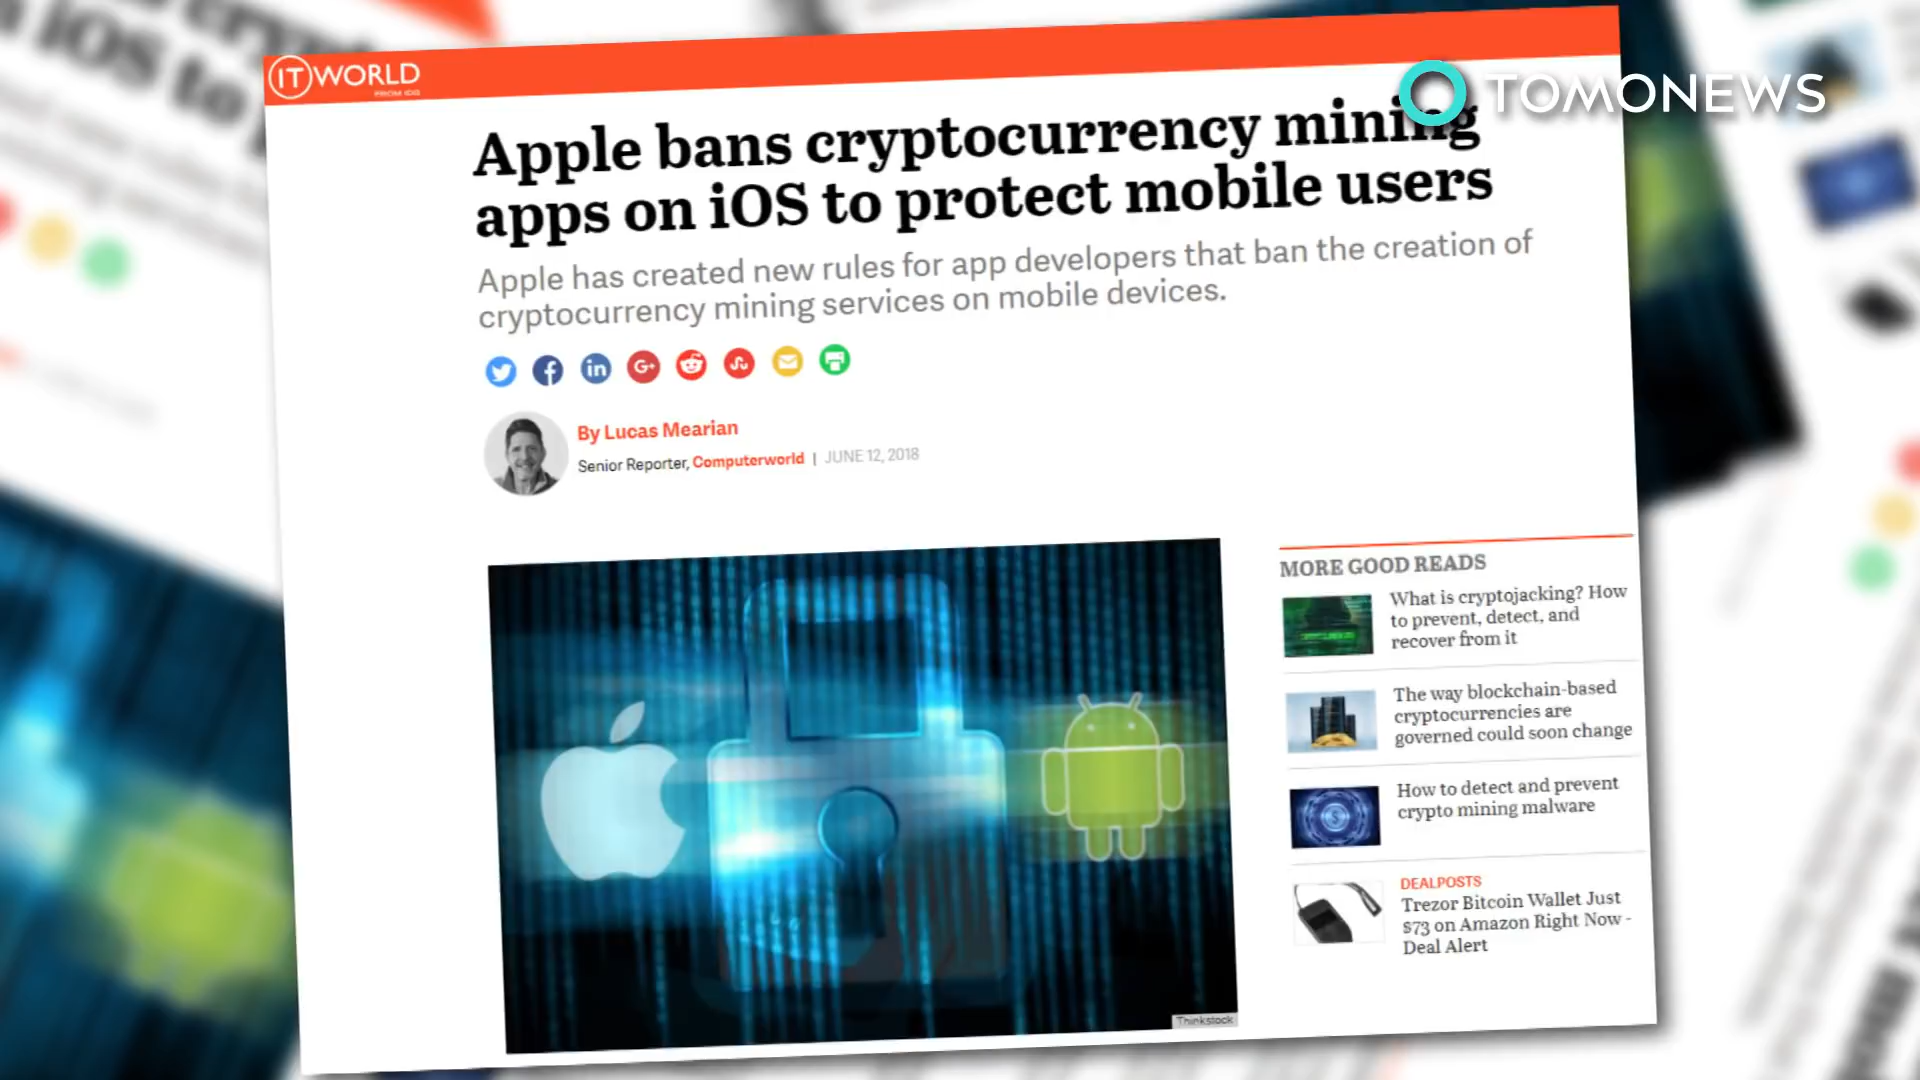 ITWORLD
FROM IDG
TOMONEWS
Apple bans cryptocurrency mining
apps on iOS to protect mobile users
Apple has created new rules for app developers that ban the creation of
cryptocurrency mining services on mobile devices.
By Lucas Mearian
Senior Reporter, Computerworld | JUNE 12, 2018
Thinkstock
MORE GOOD READS
What is cryptojacking? How
to prevent, detect, and
recover from it
The way blockchain-based
cryptocurrencies are
governed could soon change
How to detect and prevent
crypto mining malware
DEALPOSTS
Trezor Bitcoin Wallet Just
$73 on Amazon Right Now -
Deal Alert